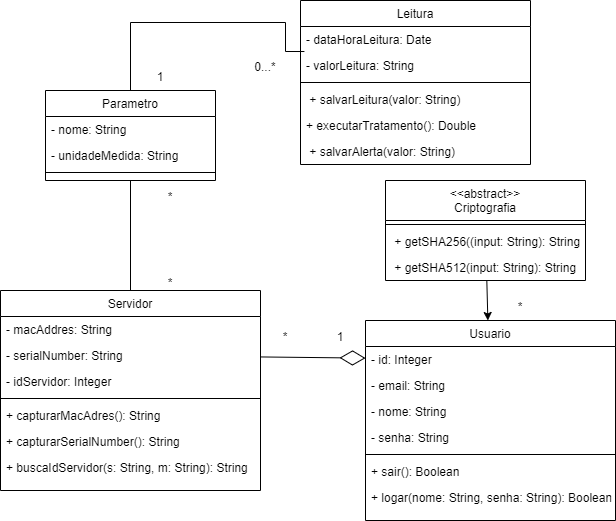 Leitura
- dataHoraLeitura: Date
- valorLeitura: String
+ salvarLeitura(valor: String)
+ executarTratamento(): Double
+ salvarAlerta(valor: String)
0...*
1
Parametro
- nome: String
- unidadeMedida: String
*
*
<<abstract>>
Criptografia
+ getSHA256((input: String): String
+ getSHA512(input: String): String
*
Servidor
- macAddres: String
- serialNumber: String
- idServidor: Integer
+ capturarMacAdres(): String
+ capturarSerialNumber(): String
+ buscaIdServidor(s: String, m: String): String
*
1
Usuario
- id: Integer
- email: String
- nome: String
- senha: String
+ sair(): Boolean
+ logar(nome: String, senha: String): Boolean